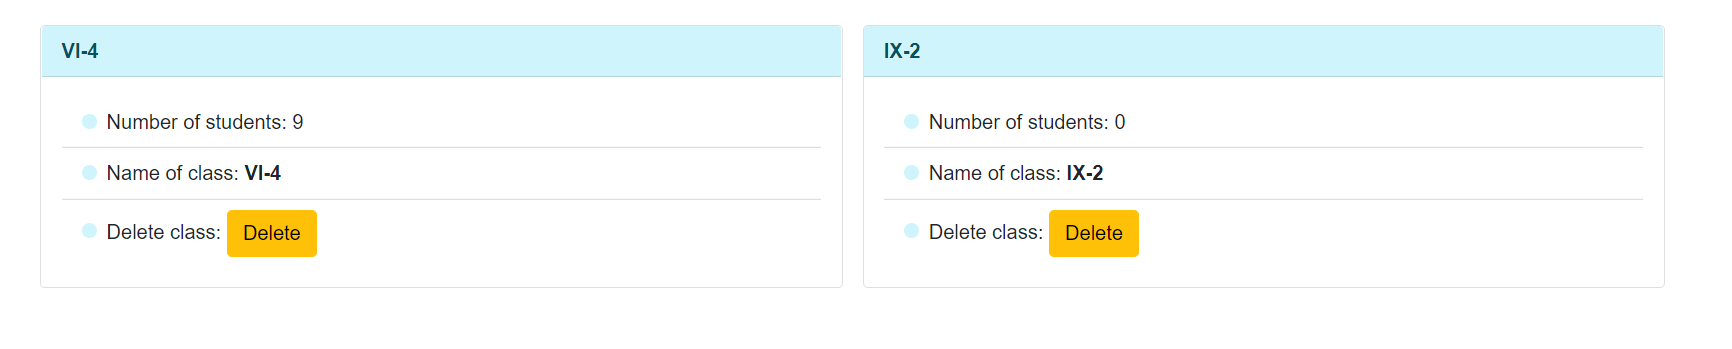 VI-4
Number of students: 9
Name of class: VI-4
Delete class: Delete
IX-2
Number of students: 0
Name of class: IX-2
Delete class: Delete